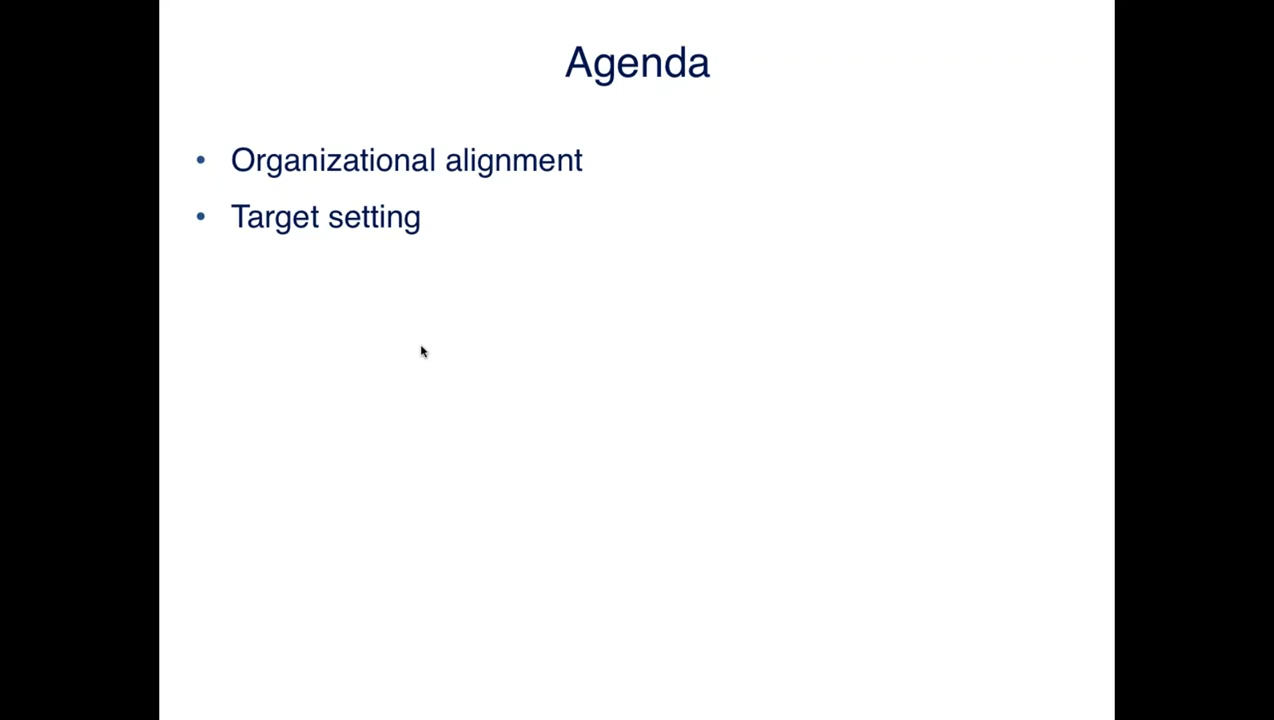 Agenda
• Organizational alignment
• Target setting